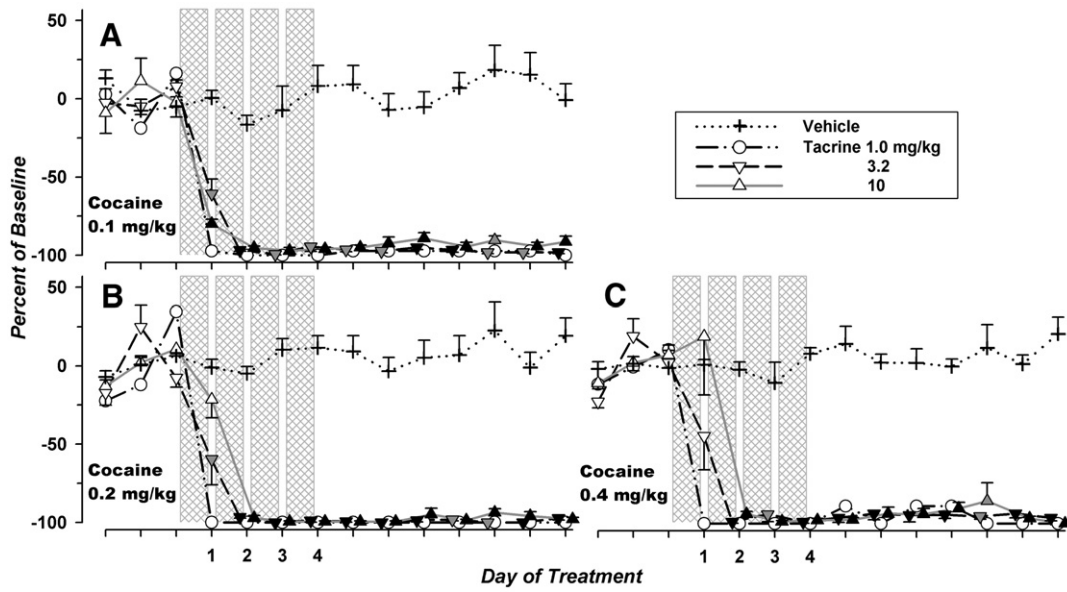 A
50
0
-50
-100
Cocaine
0.1 mg/kg
Vehicle
Tacrine 1.0 mg/kg
3.2
10
Percent of Baseline
B
50
0
-50
-100
Cocaine
0.2 mg/kg
1 2 3 4
C
Cocaine
0.4 mg/kg
1 2 3 4
Day of Treatment